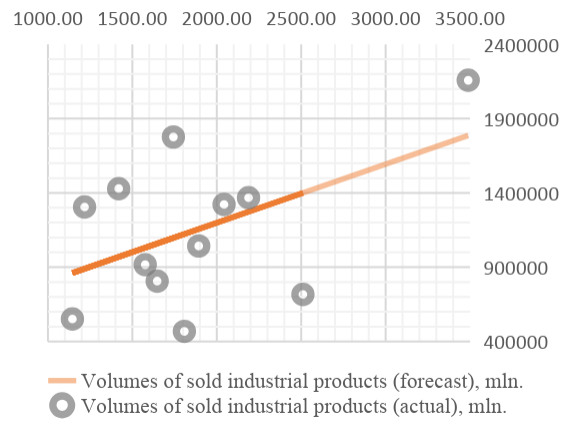 1000.00 1500.00 2000.00 2500.00 3000.00 3500.00
2400000
1900000
1400000
900000
400000
Volumes of sold industrial products (forecast), mln.
Volumes of sold industrial products (actual), mln.